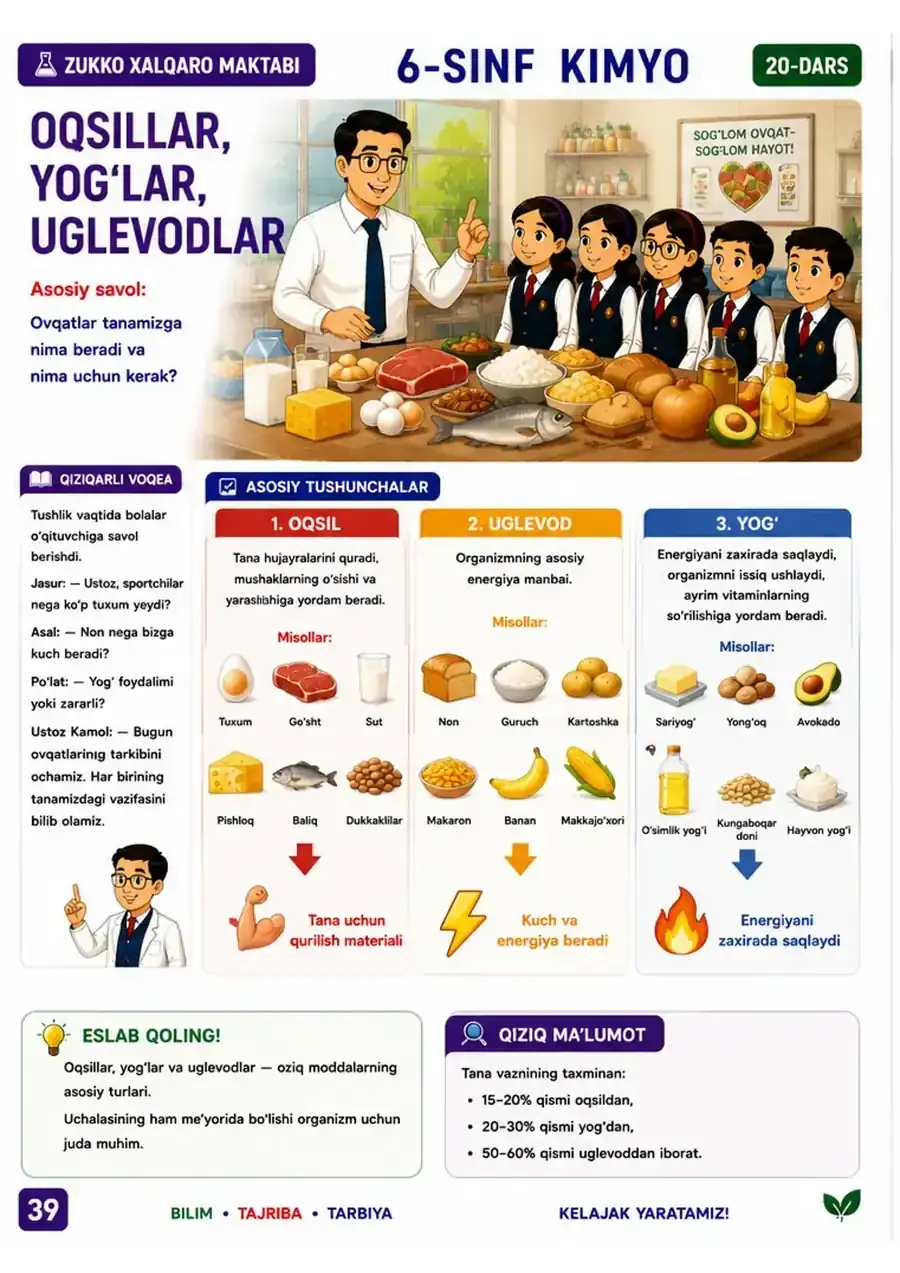 ZUKKO XALQARO MAKTABI
6-SINF KIMYO
20-DARS
OQSILLAR,
YOG‘LAR,
UGLEVODLAR
Asosiy savol:
Ovqatlar tanamizga
nima beradi va
nima uchun kerak?
SOG‘LOM OVQAT-
SOG‘LOM HAYOT!
QIZIQARLI VOQEA
Tushlik vaqtida bolalar
o‘qituvchiga savol
berishdi.
Jasur: — Ustoz, sportchilar
nega ko‘p tuxum yeydi?
Asal: — Non nega bizga
kuch beradi?
Po‘lat: — Yog‘ foydalimi
yoki zararli?
Ustoz Kamol: — Bugun
ovqatlarining tarkibini
ochamiz. Har birining
tanamizdagi vazifasini
bilib olamiz.
ASOSIY TUSHUNCHALAR
1. OQSIL
Tana hujayralarini quradi,
mushaklarning o‘sishi va
yarashishiga yordam beradi.
Misollar:
Tuxum
Go‘sht
Sut
Pishloq
Baliq
Dukkaklilar
Tana uchun
qurilish materiali
2. UGLEVOD
Organizmning asosiy
energiya manbai.
Misollar:
Non
Guruch
Kartoshka
Makaron
Banan
Makkajo‘xori
Kuch va
energiya beradi
3. YOG‘
Energiyani zaxirada saqlaydi,
organizmni issiq ushlaydi,
ayrim vitaminlarning
so‘rilishiga yordam beradi.
Misollar:
Sariyog‘
Yong‘oq
Avokado
O‘simlik yog‘i
Kungaboqar
doni
Hayvon yog‘i
Energiyani
zaxirada saqlaydi
ESLAB QOLING!
Oqsillar, yog‘lar va uglevodlar — oziq moddalarning
asosiy turlari.
Uchalasining ham me’yorida bo‘lishi organizm uchun
juda muhim.
QIZIQ MA’LUMOT
Tana vaznining taxminan:
• 15–20% qismi oqsildan,
• 20–30% qismi yog‘dan,
• 50–60% qismi uglevoddan iborat.
39
BILIM • TAJRIBA • TARBIYA
KELAJAK YARATAMIZ!